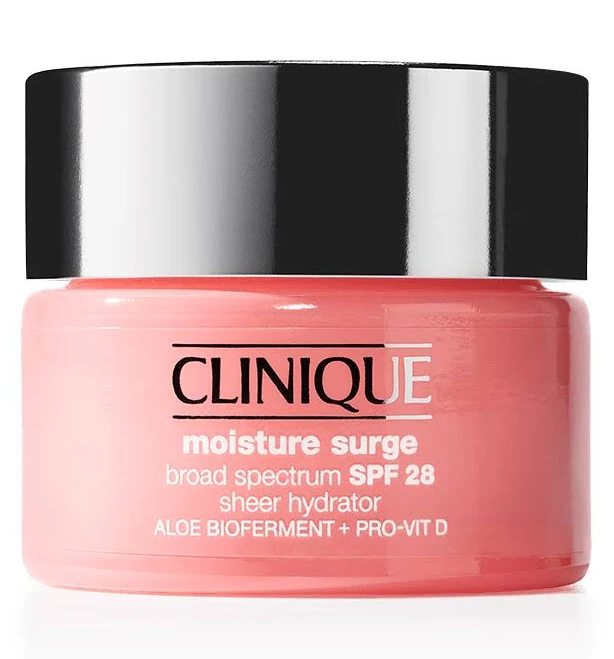 CLINIQUE
moisture surge
broad spectrum SPF 28
sheer hydrator
ALOE BIOFERMENT + PRO-VIT D